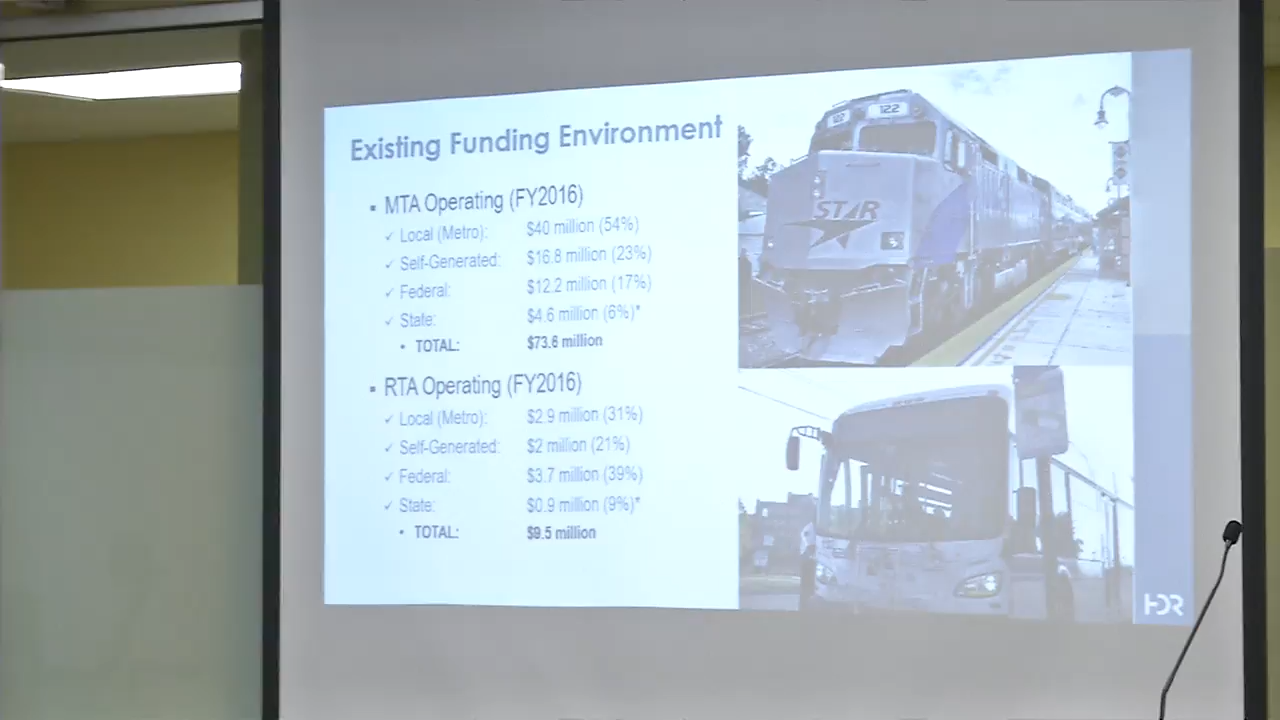 Existing Funding Environment
▪ MTA Operating (FY2016)
✓ Local (Metro): $40 million (54%)
✓ Self-Generated: $16.8 million (23%)
✓ Federal: $12.2 million (17%)
✓ State: $4.6 million (6%)*
• TOTAL: $73.6 million
▪ RTA Operating (FY2016)
✓ Local (Metro): $2.9 million (31%)
✓ Self-Generated: $2 million (21%)
✓ Federal: $3.7 million (39%)
✓ State: $0.9 million (9%)*
• TOTAL: $9.5 million
122
122
STAR
HDR